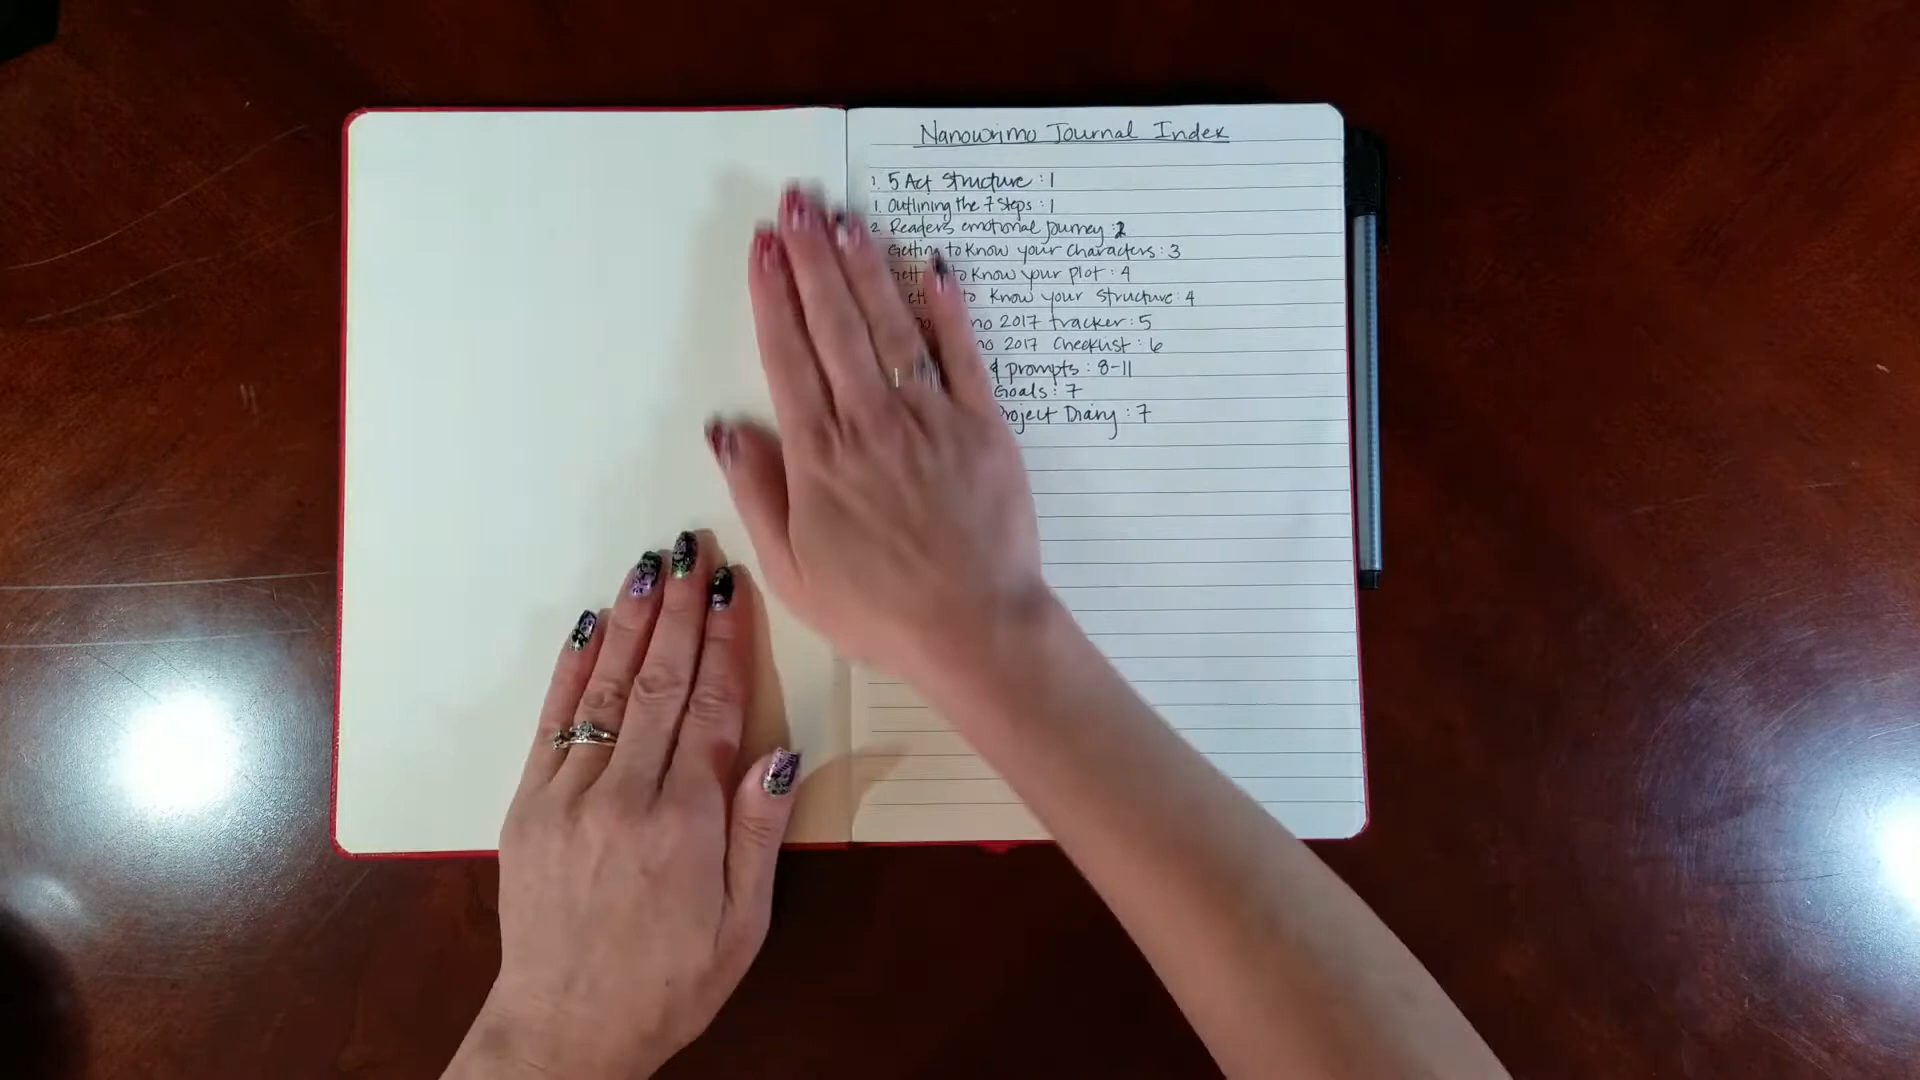 Nanowrimo Journal Index
1. 5 Act Structure : 1
1. Outlining the 7 Steps : 1
2. Readers emotional journey : 2
Getting to know your characters : 3
to know your plot : 4
to know your structure : 4
no 2017 tracker : 5
no 2017 Checklist : 6
& prompts : 8-11
Goals : 7
Project Diary : 7